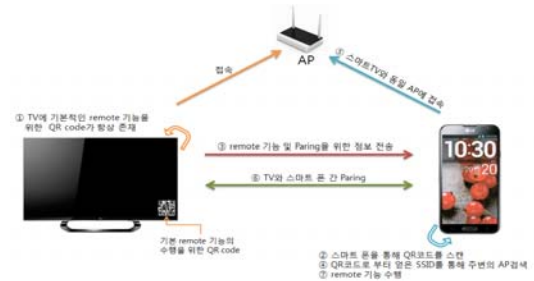 AP
접속
⑤ 스마트TV와 동일 AP에 접속
① TV에 기본적인 remote 기능을
위한 QR code가 항상 존재
③ remote 기능 및 Paring을 위한 정보 전송
10:30
20
⑥ TV와 스마트 폰 간 Paring
기본 remote 기능의
수행을 위한 QR code
② 스마트 폰을 통해 QR코드를 스캔
④ QR코드로 부터 얻은 SSID를 통해 주변의 AP검색
⑦ remote 기능 수행